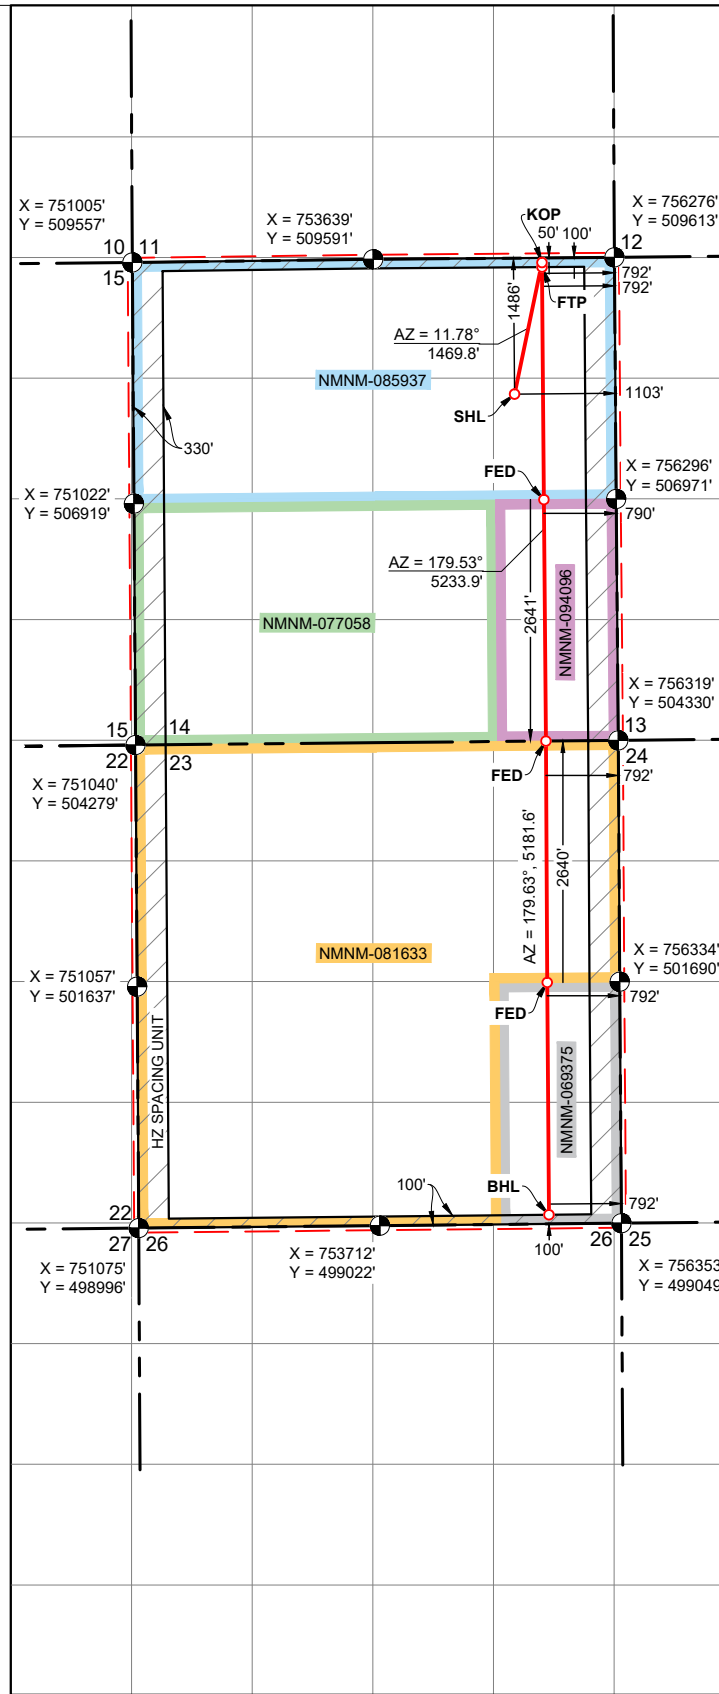 X = 751005'
Y = 509557'
X = 753639'
Y = 509591'
KOP
50' 100'
X = 756276'
Y = 509613'
10 11
12
15
792'
792'
FTP
1486'
AZ = 11.78°
1469.8'
NMNM-085937
1103'
SHL
330'
FED
X = 751022'
Y = 506919'
X = 756296'
Y = 506971'
790'
AZ = 179.53°
5233.9'
2641'
NMNM-094096
NMNM-077058
X = 756319'
Y = 504330'
15 14
13
22 23
24
FED
792'
X = 751040'
Y = 504279'
AZ = 179.63°, 5181.6'
2640'
NMNM-081633
X = 756334'
Y = 501690'
X = 751057'
Y = 501637'
792'
FED
HZ SPACING UNIT
NMNM-069375
BHL
100'
792'
22
27 26
26 25
100'
X = 751075'
Y = 498996'
X = 753712'
Y = 499022'
X = 756353
Y = 499049